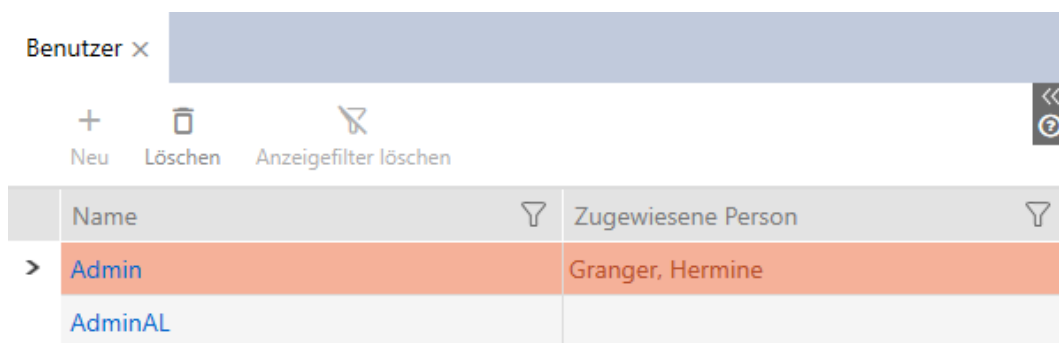 Benutzer
Neu Löschen Anzeigefilter löschen
Name Zugewiesene Person
Admin Granger, Hermine
AdminAL